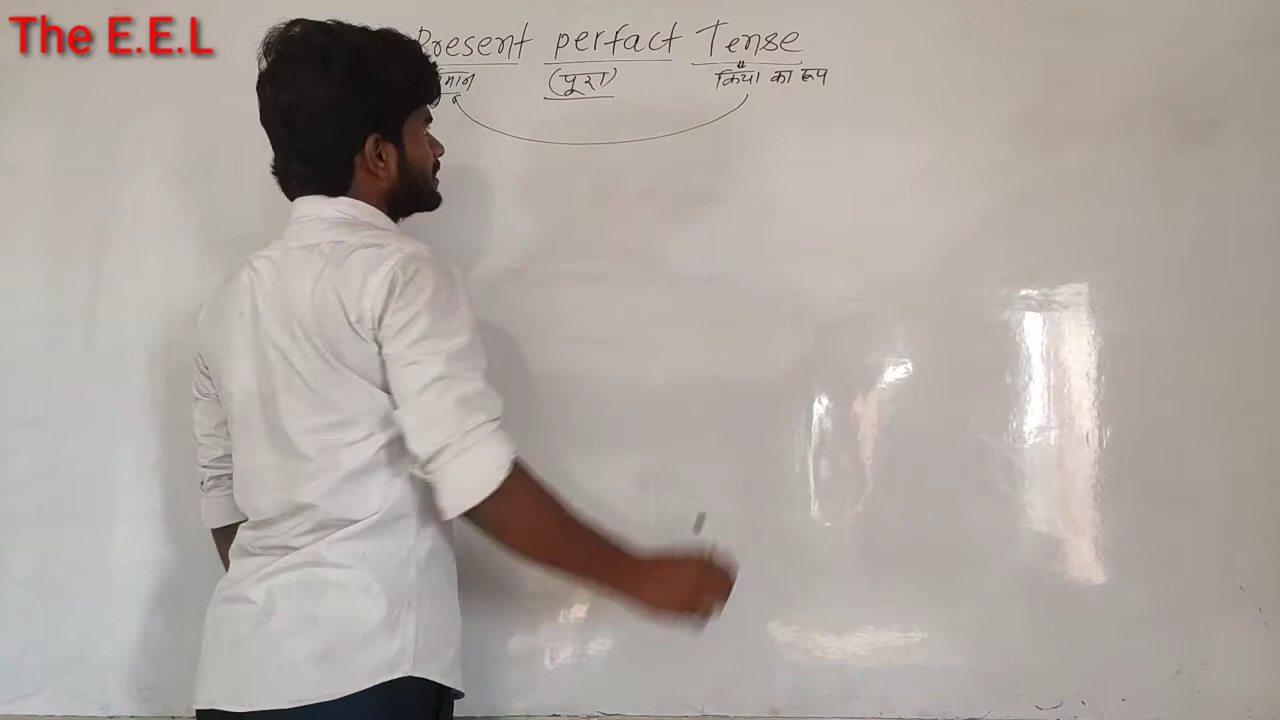 The E.E.L
Present perfact Tense
(पूरा) क्रिया का रूप